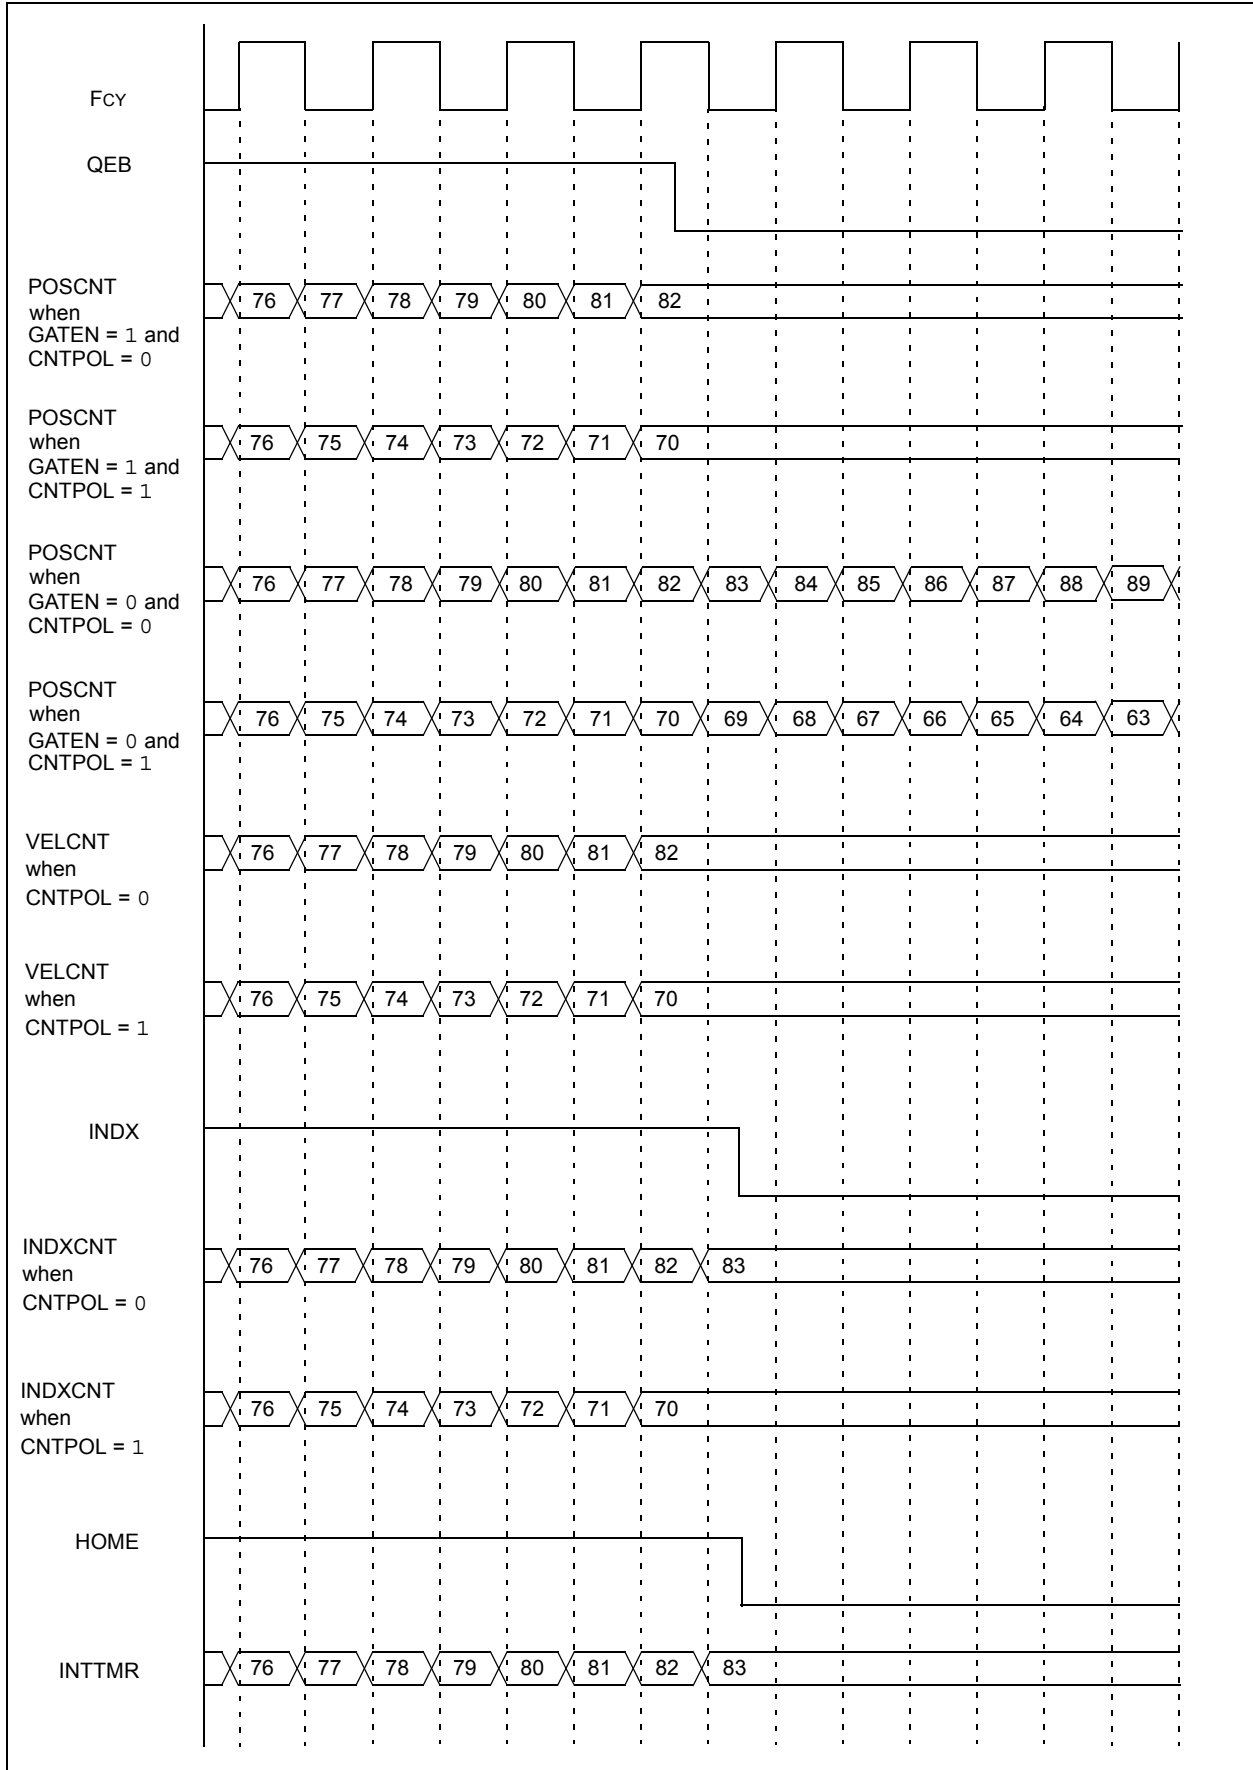 FCY
QEB
POSCNT
when
GATEN = 1 and
CNTPOL = 0
76 77 78 79 80 81 82
POSCNT
when
GATEN = 1 and
CNTPOL = 1
76 75 74 73 72 71 70
POSCNT
when
GATEN = 0 and
CNTPOL = 0
76 77 78 79 80 81 82 83 84 85 86 87 88 89
POSCNT
when
GATEN = 0 and
CNTPOL = 1
76 75 74 73 72 71 70 69 68 67 66 65 64 63
VELCNT
when
CNTPOL = 0
76 77 78 79 80 81 82
VELCNT
when
CNTPOL = 1
76 75 74 73 72 71 70
INDX
INDXCNT
when
CNTPOL = 0
76 77 78 79 80 81 82 83
INDXCNT
when
CNTPOL = 1
76 75 74 73 72 71 70
HOME
INTTMR
76 77 78 79 80 81 82 83